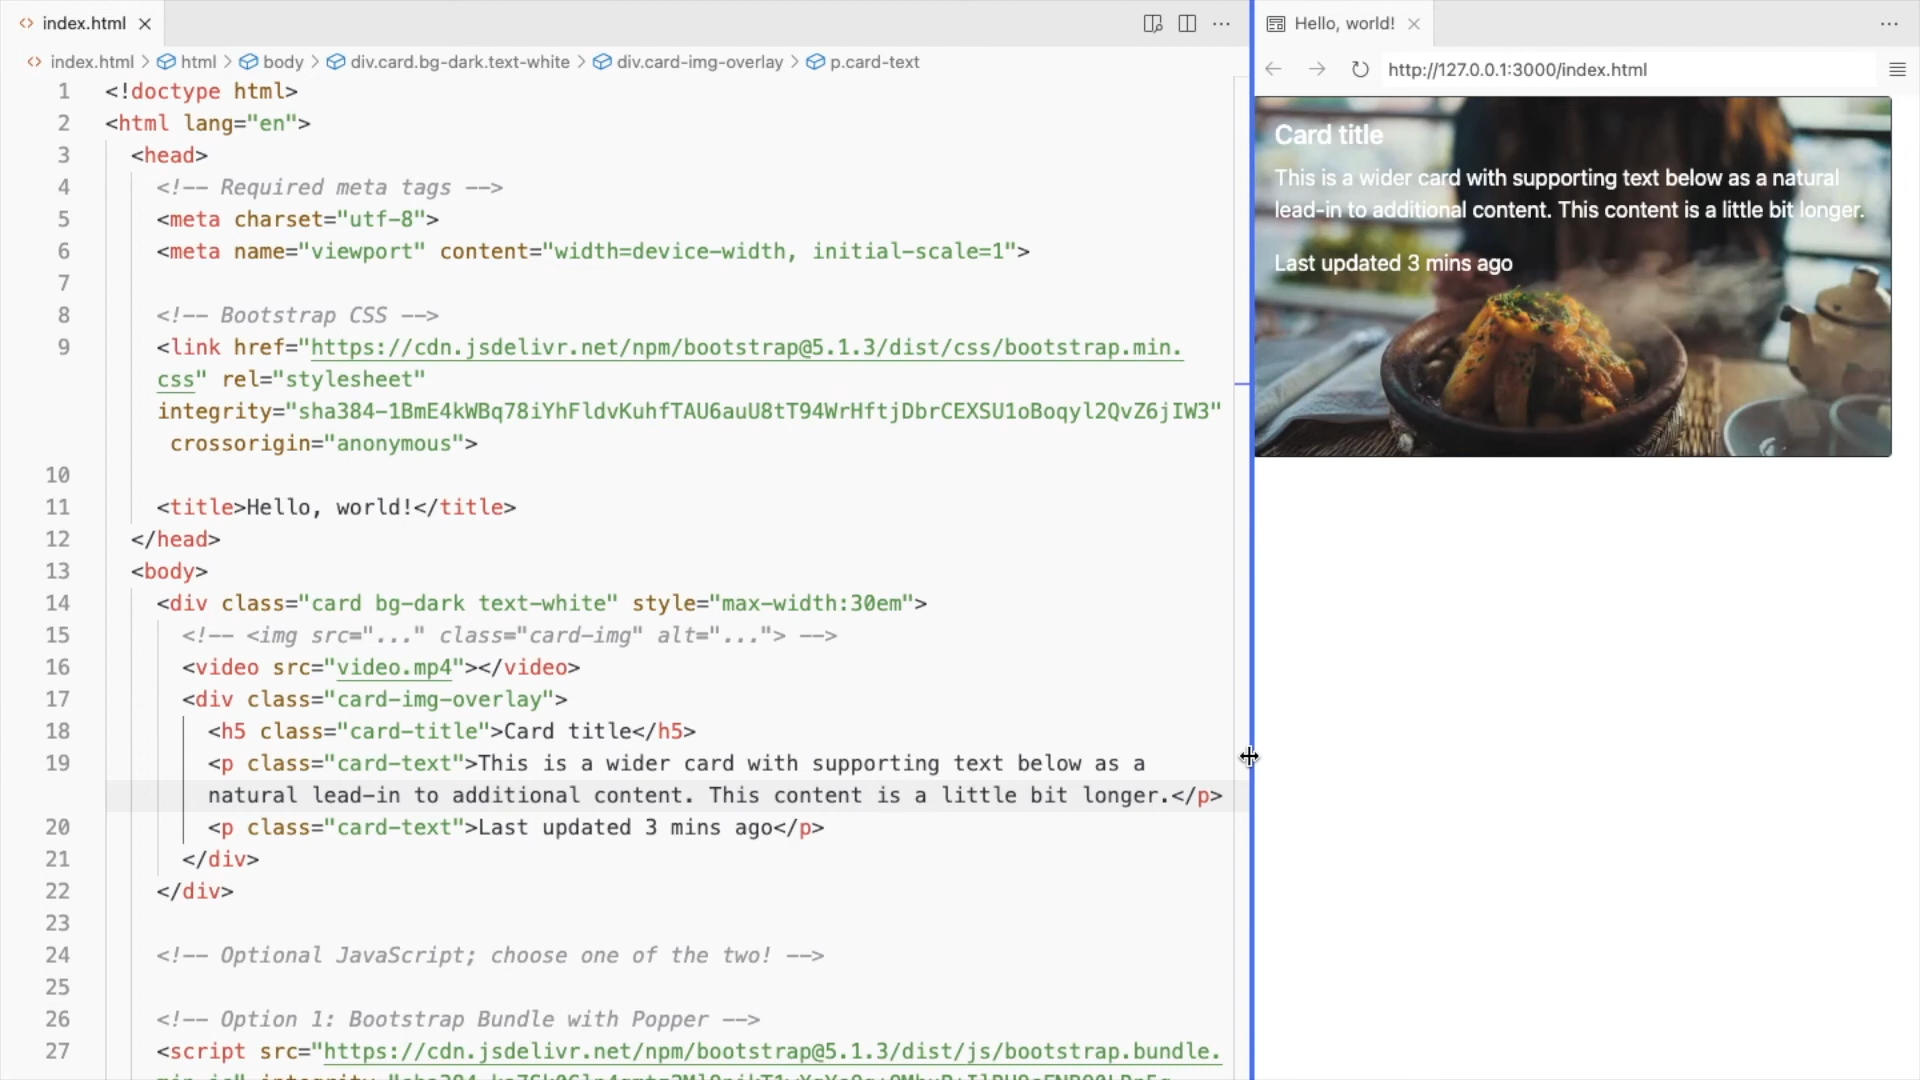 index.html
index.html > html > body > div.card.bg-dark.text-white > div.card-img-overlay > p.card-text
1 <!doctype html>
2 <html lang="en">
3 <head>
4 <!-- Required meta tags -->
5 <meta charset="utf-8">
6 <meta name="viewport" content="width=device-width, initial-scale=1">
7
8 <!-- Bootstrap CSS -->
9 <link href="https://cdn.jsdelivr.net/npm/bootstrap@5.1.3/dist/css/bootstrap.min.
css" rel="stylesheet"
integrity="sha384-1BmE4kWBq78iYhFldvKuhfTAU6auU8tT94WrHftjDbrCEXSU1oBoqyl2QvZ6jIW3"
crossorigin="anonymous">
10
11 <title>Hello, world!</title>
12 </head>
13 <body>
14 <div class="card bg-dark text-white" style="max-width:30em">
15 <!-- <img src="..." class="card-img" alt="..."> -->
16 <video src="video.mp4"></video>
17 <div class="card-img-overlay">
18 <h5 class="card-title">Card title</h5>
19 <p class="card-text">This is a wider card with supporting text below as a
natural lead-in to additional content. This content is a little bit longer.</p>
20 <p class="card-text">Last updated 3 mins ago</p>
21 </div>
22 </div>
23
24 <!-- Optional JavaScript; choose one of the two! -->
25
26 <!-- Option 1: Bootstrap Bundle with Popper -->
27 <script src="https://cdn.jsdelivr.net/npm/bootstrap@5.1.3/dist/js/bootstrap.bundle.
Hello, world!
http://127.0.0.1:3000/index.html
Card title
This is a wider card with supporting text below as a natural
lead-in to additional content. This content is a little bit longer.
Last updated 3 mins ago